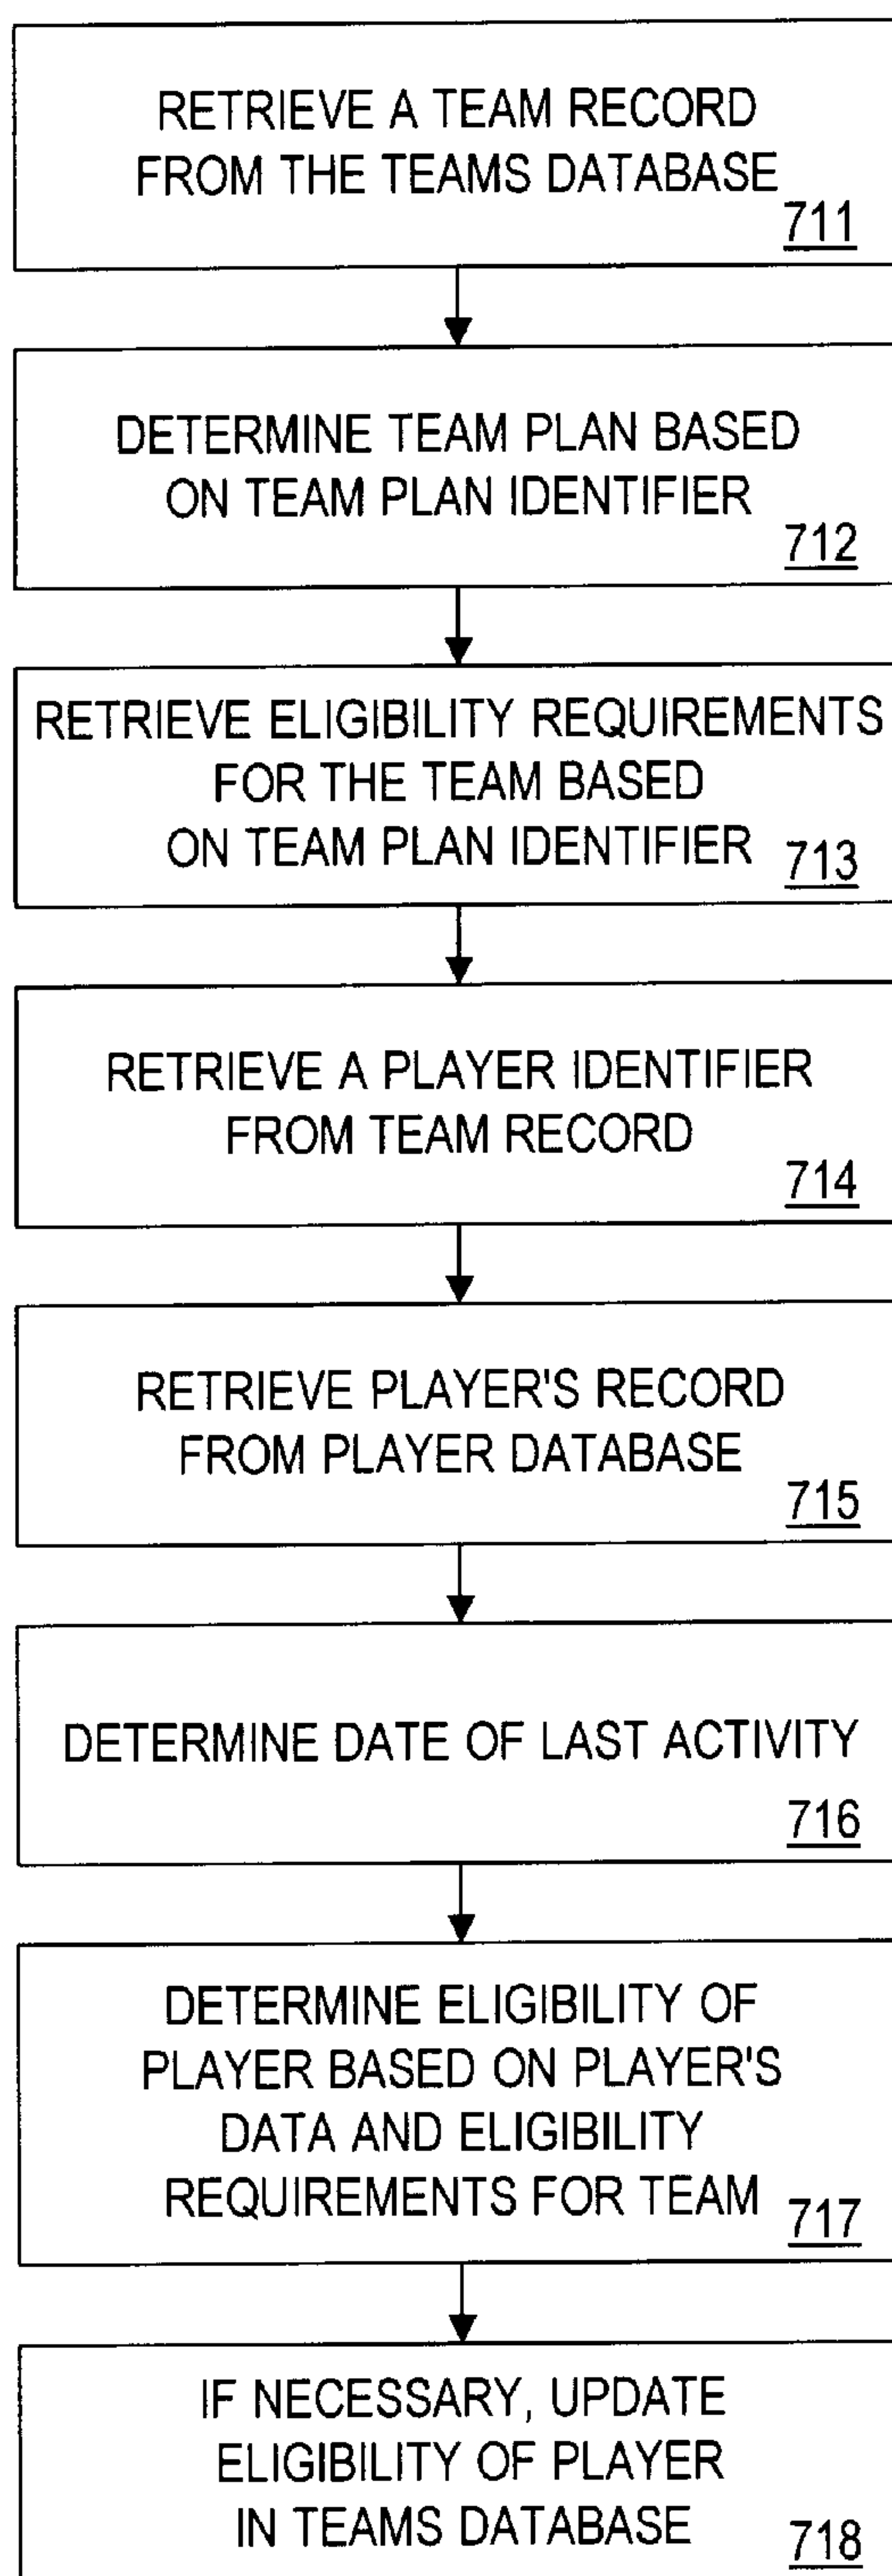 RETRIEVE A TEAM RECORD
FROM THE TEAMS DATABASE
711
DETERMINE TEAM PLAN BASED
ON TEAM PLAN IDENTIFIER
712
RETRIEVE ELIGIBILITY REQUIREMENTS
FOR THE TEAM BASED
ON TEAM PLAN IDENTIFIER 713
RETRIEVE A PLAYER IDENTIFIER
FROM TEAM RECORD
714
RETRIEVE PLAYER'S RECORD
FROM PLAYER DATABASE
715
DETERMINE DATE OF LAST ACTIVITY
716
DETERMINE ELIGIBILITY OF
PLAYER BASED ON PLAYER'S
DATA AND ELIGIBILITY
REQUIREMENTS FOR TEAM 717
IF NECESSARY, UPDATE
ELIGIBILITY OF PLAYER
IN TEAMS DATABASE 718